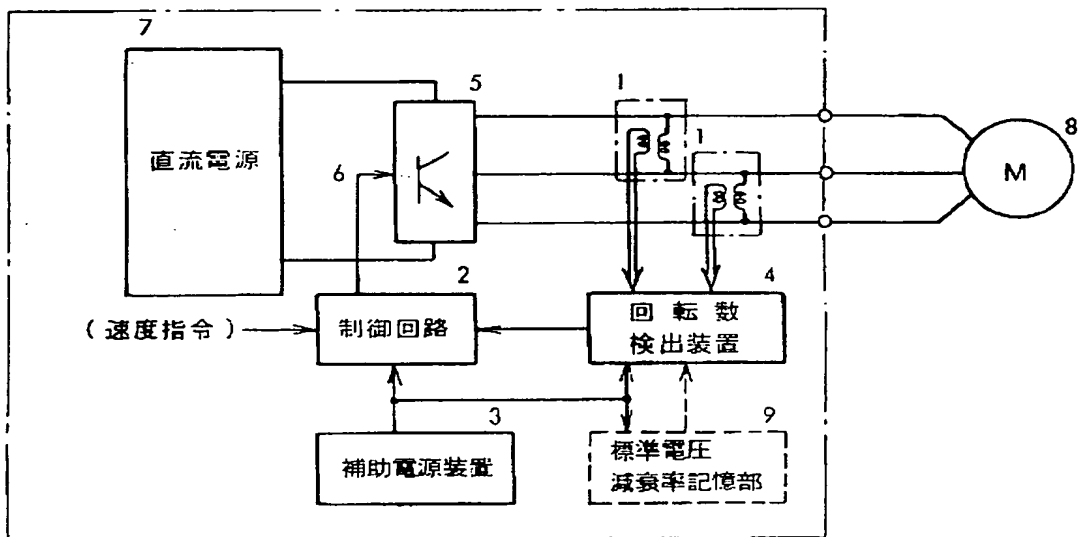 7
直流電源
5
6
1
1
8
M
2
制御回路
(速度指令)
4
回転数
検出装置
3
補助電源装置
9
標準電圧
減衰率記憶部